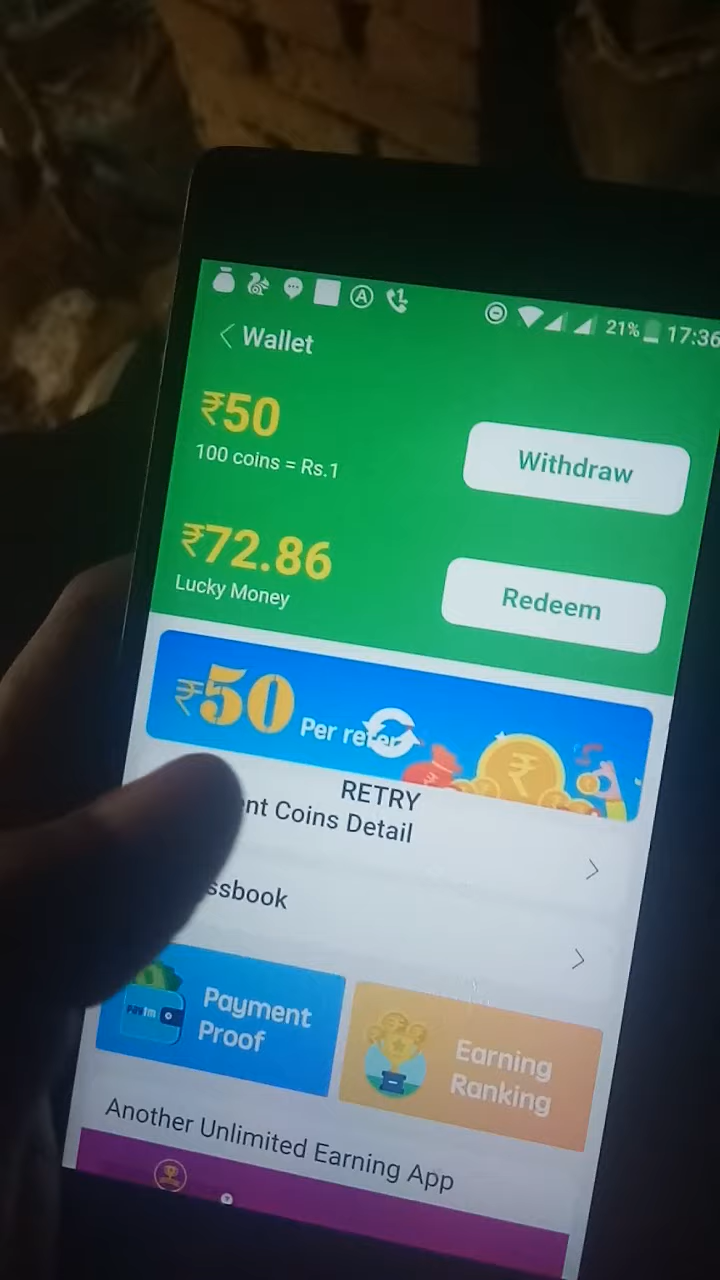 21% 17:36
Wallet
₹50
100 coins = Rs.1
Withdraw
₹72.86
Lucky Money
Redeem
₹50 Per refer
RETRY
nt Coins Detail
ssbook
Paytm
Payment
Proof
Earning
Ranking
Another Unlimited Earning App